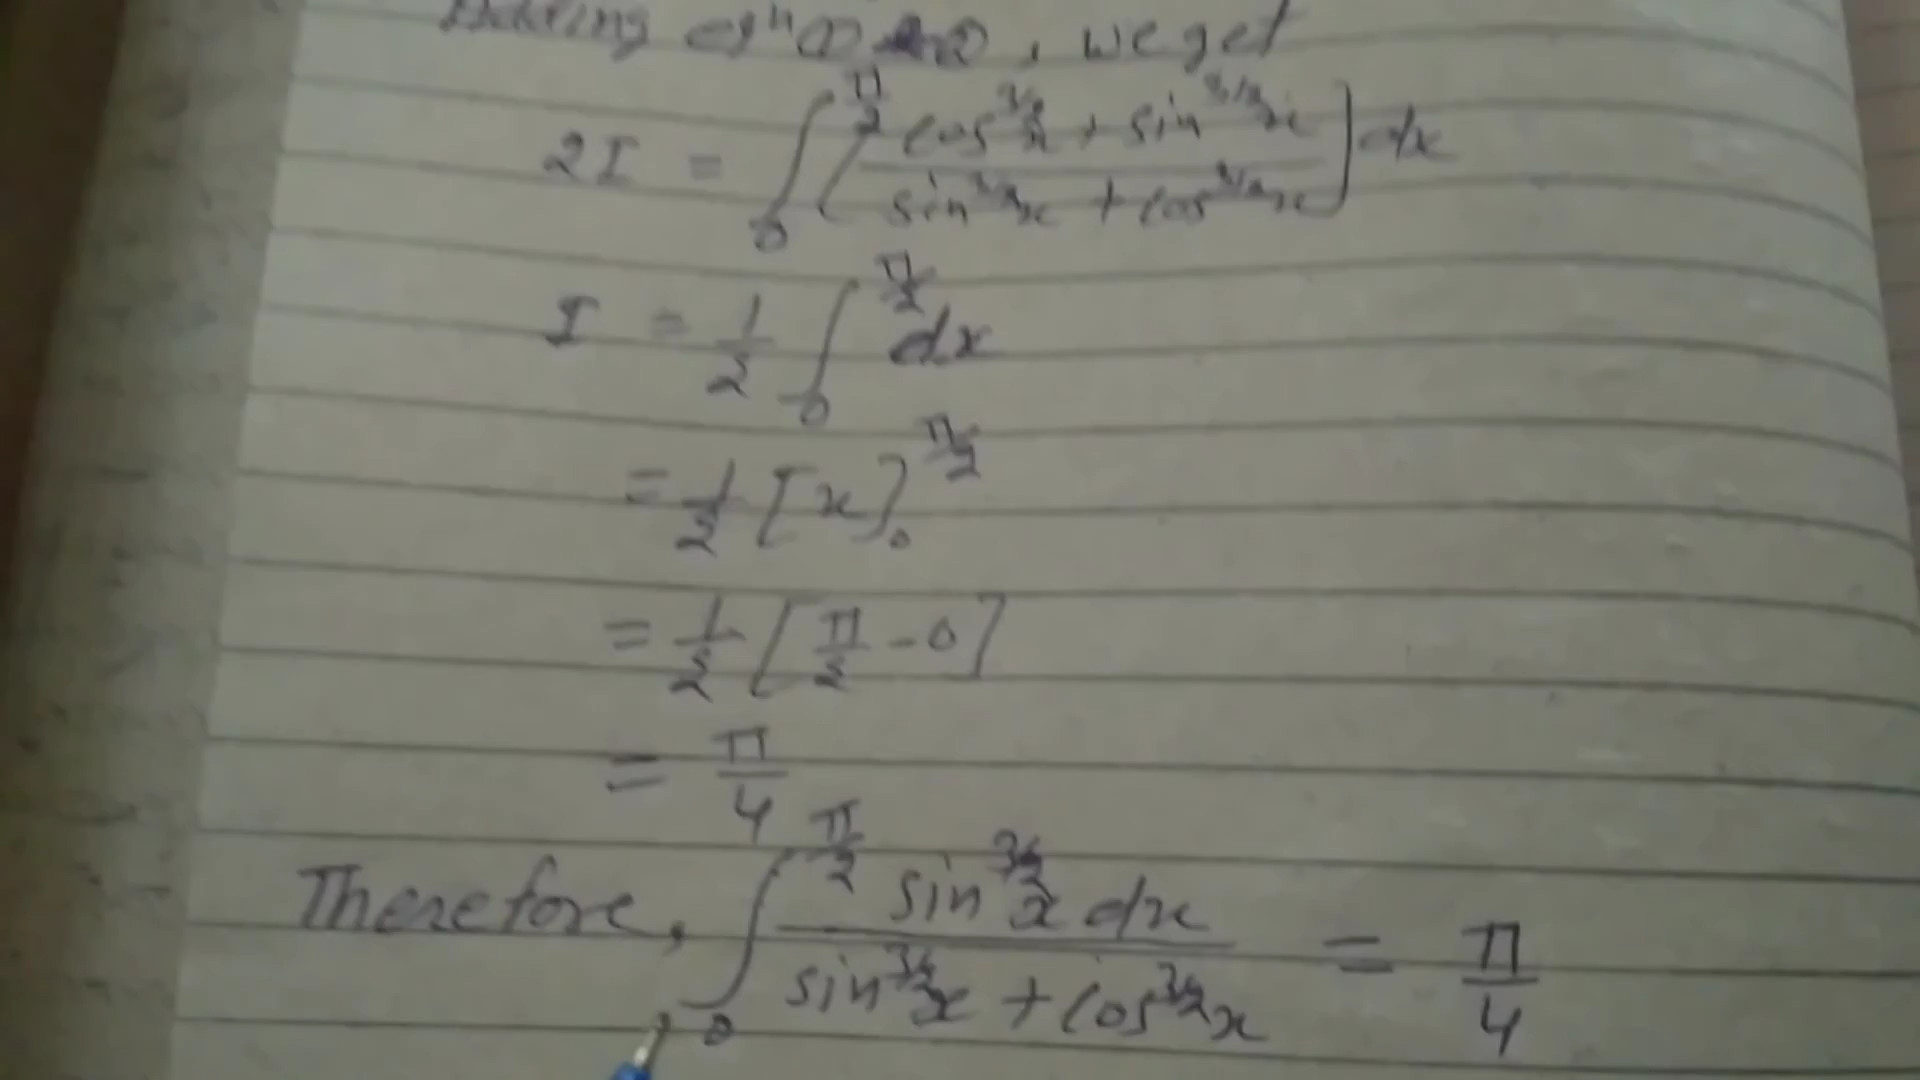 Adding eqⁿ ① and ②, we get
2I = ∫₀^{π/2} [(cos^{3/2}x + sin^{3/2}x)/(sin^{3/2}x + cos^{3/2}x)] dx
I = 1/2 ∫₀^{π/2} dx
= 1/2 [x]₀^{π/2}
= 1/2 [π/2 - 0]
= π/4
Therefore, ∫₀^{π/2} (sin^{3/2}x dx)/(sin^{3/2}x + cos^{3/2}x) = π/4